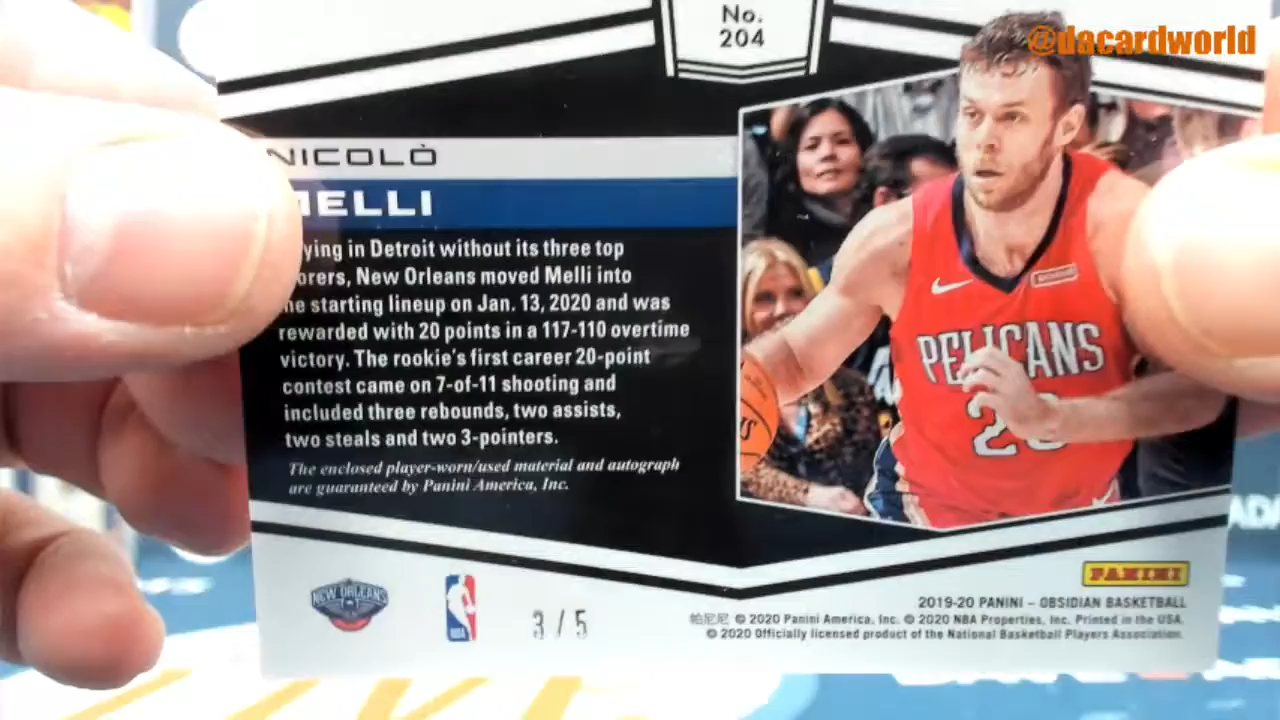 No.
204
@dacardworld
NICOLÒ
MELLI
ying in Detroit without its three top
orers, New Orleans moved Melli into
he starting lineup on Jan. 13, 2020 and was
rewarded with 20 points in a 117-110 overtime
victory. The rookie's first career 20-point
contest came on 7-of-11 shooting and
included three rebounds, two assists,
two steals and two 3-pointers.
The enclosed player-worn/used material and autograph
are guaranteed by Panini America, Inc.
PELICANS
20
NEW ORLEANS
NBA
3/5
PANINI
2019-20 PANINI – OBSIDIAN BASKETBALL
帕尼尼 © 2020 Panini America, Inc. © 2020 NBA Properties, Inc. Printed in the USA.
© 2020 Officially licensed product of the National Basketball Players Association.